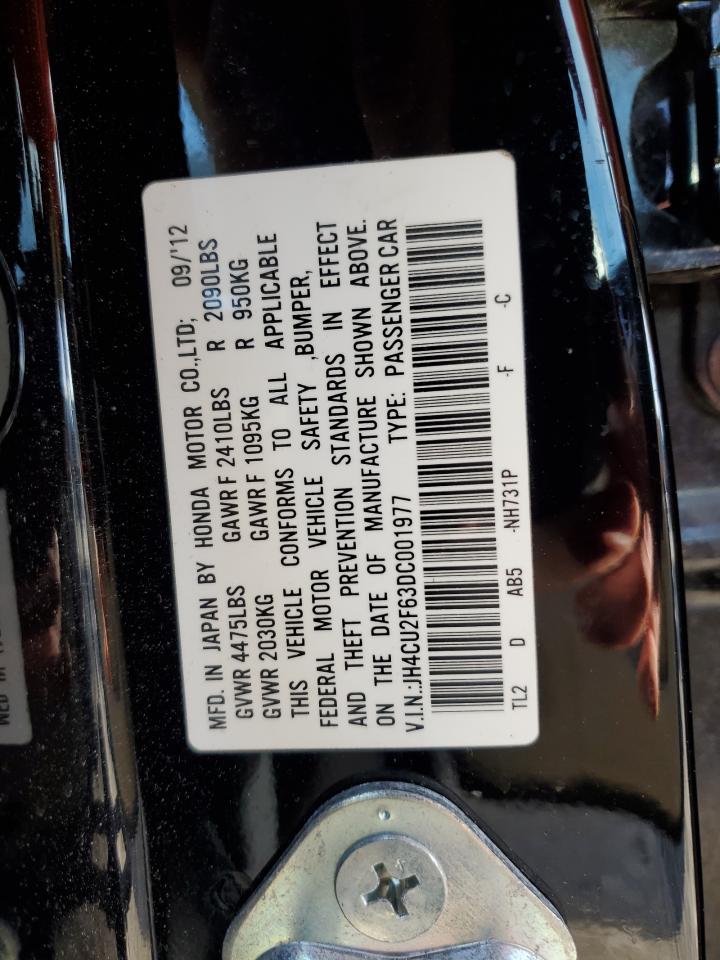 MFD. IN JAPAN BY HONDA MOTOR CO.,LTD; 09/'12
GVWR 4475LBS GAWR F 2410LBS R 2090LBS
GVWR 2030KG GAWR F 1095KG R 950KG
THIS VEHICLE CONFORMS TO ALL APPLICABLE
FEDERAL MOTOR VEHICLE SAFETY ,BUMPER,
AND THEFT PREVENTION STANDARDS IN EFFECT
ON THE DATE OF MANUFACTURE SHOWN ABOVE.
V.I.N.:JH4CU2F63DC001977 TYPE: PASSENGER CAR
TL2 D AB5 -NH731P -F -C